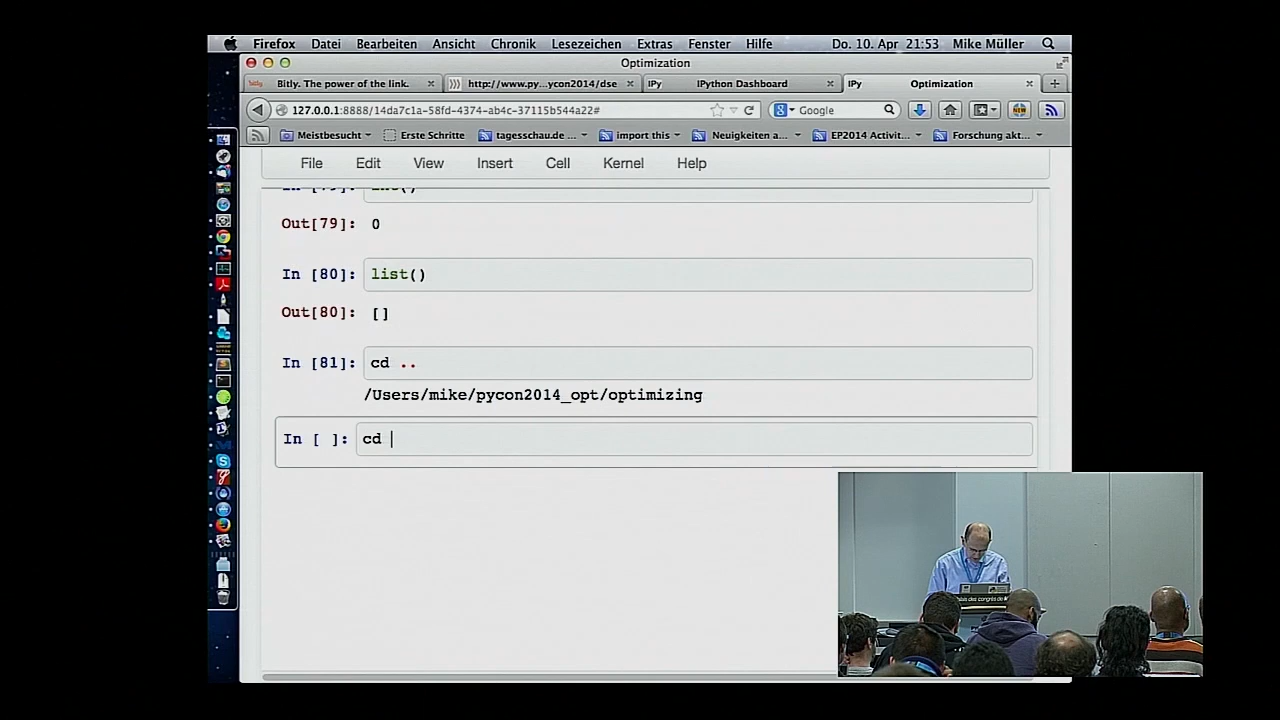 Firefox Datei Bearbeiten Ansicht Chronik Lesezeichen Extras Fenster Hilfe Do. 10. Apr 21:53 Mike Müller
Optimization
bitly Bitly. The power of the link. × http://www.py...ycon2014/dse × IPy IPython Dashboard × IPy Optimization ×
127.0.0.1:8888/14da7c1a-58fd-4374-ab4c-37115b544a22# Google
Meistbesucht Erste Schritte tagesschau.de ... import this Neuigkeiten a... EP2014 Activit... Forschung akt...
File Edit View Insert Cell Kernel Help
In [79]: int()
Out[79]: 0
In [80]: list()
Out[80]: []
In [81]: cd ..
/Users/mike/pycon2014_opt/optimizing
In [ ]: cd